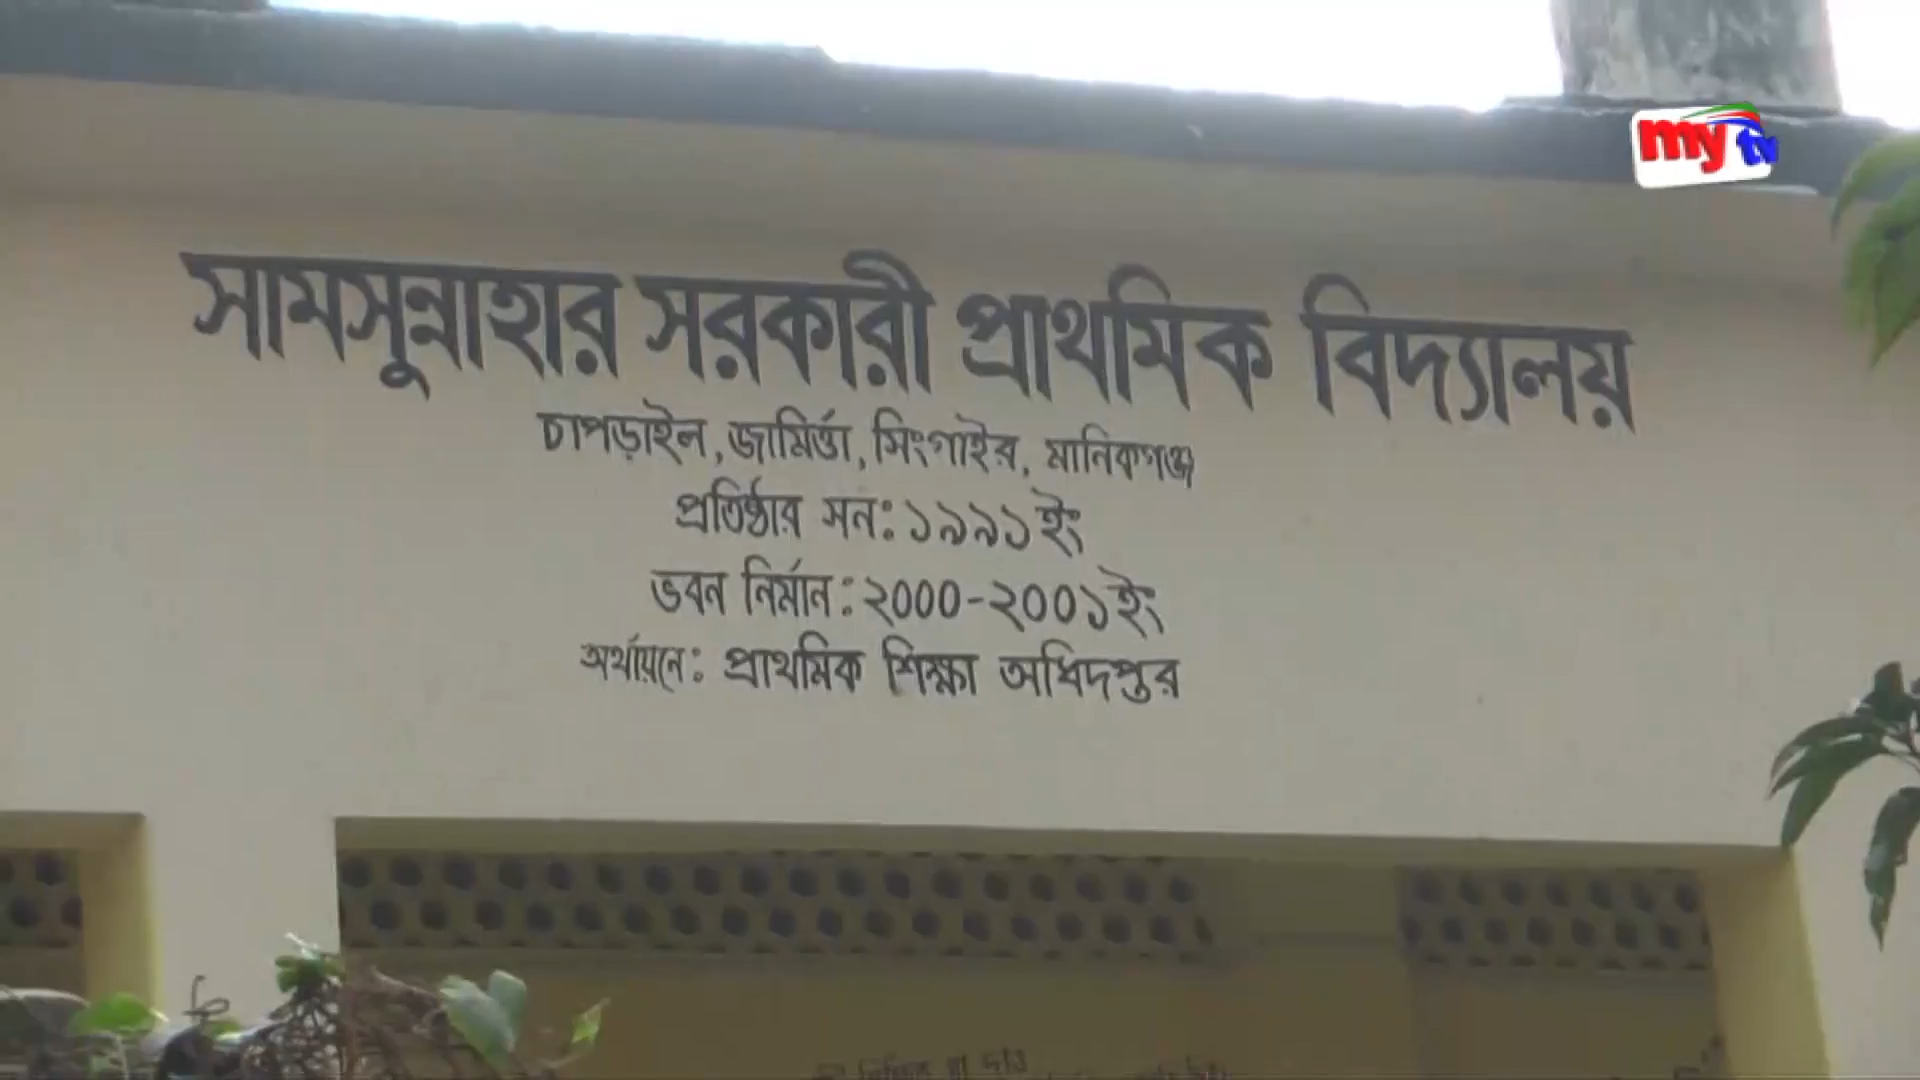 my tv
সামসুন্নাহার সরকারী প্রাথমিক বিদ্যালয়
চাপড়াইল, জামির্ত্তা, সিংগাইর, মানিকগঞ্জ
প্রতিষ্ঠার সন: ১৯৯১ইং
ভবন নির্মান: ২০০০-২০০১ইং
অর্থায়নে: প্রাথমিক শিক্ষা অধিদপ্তর